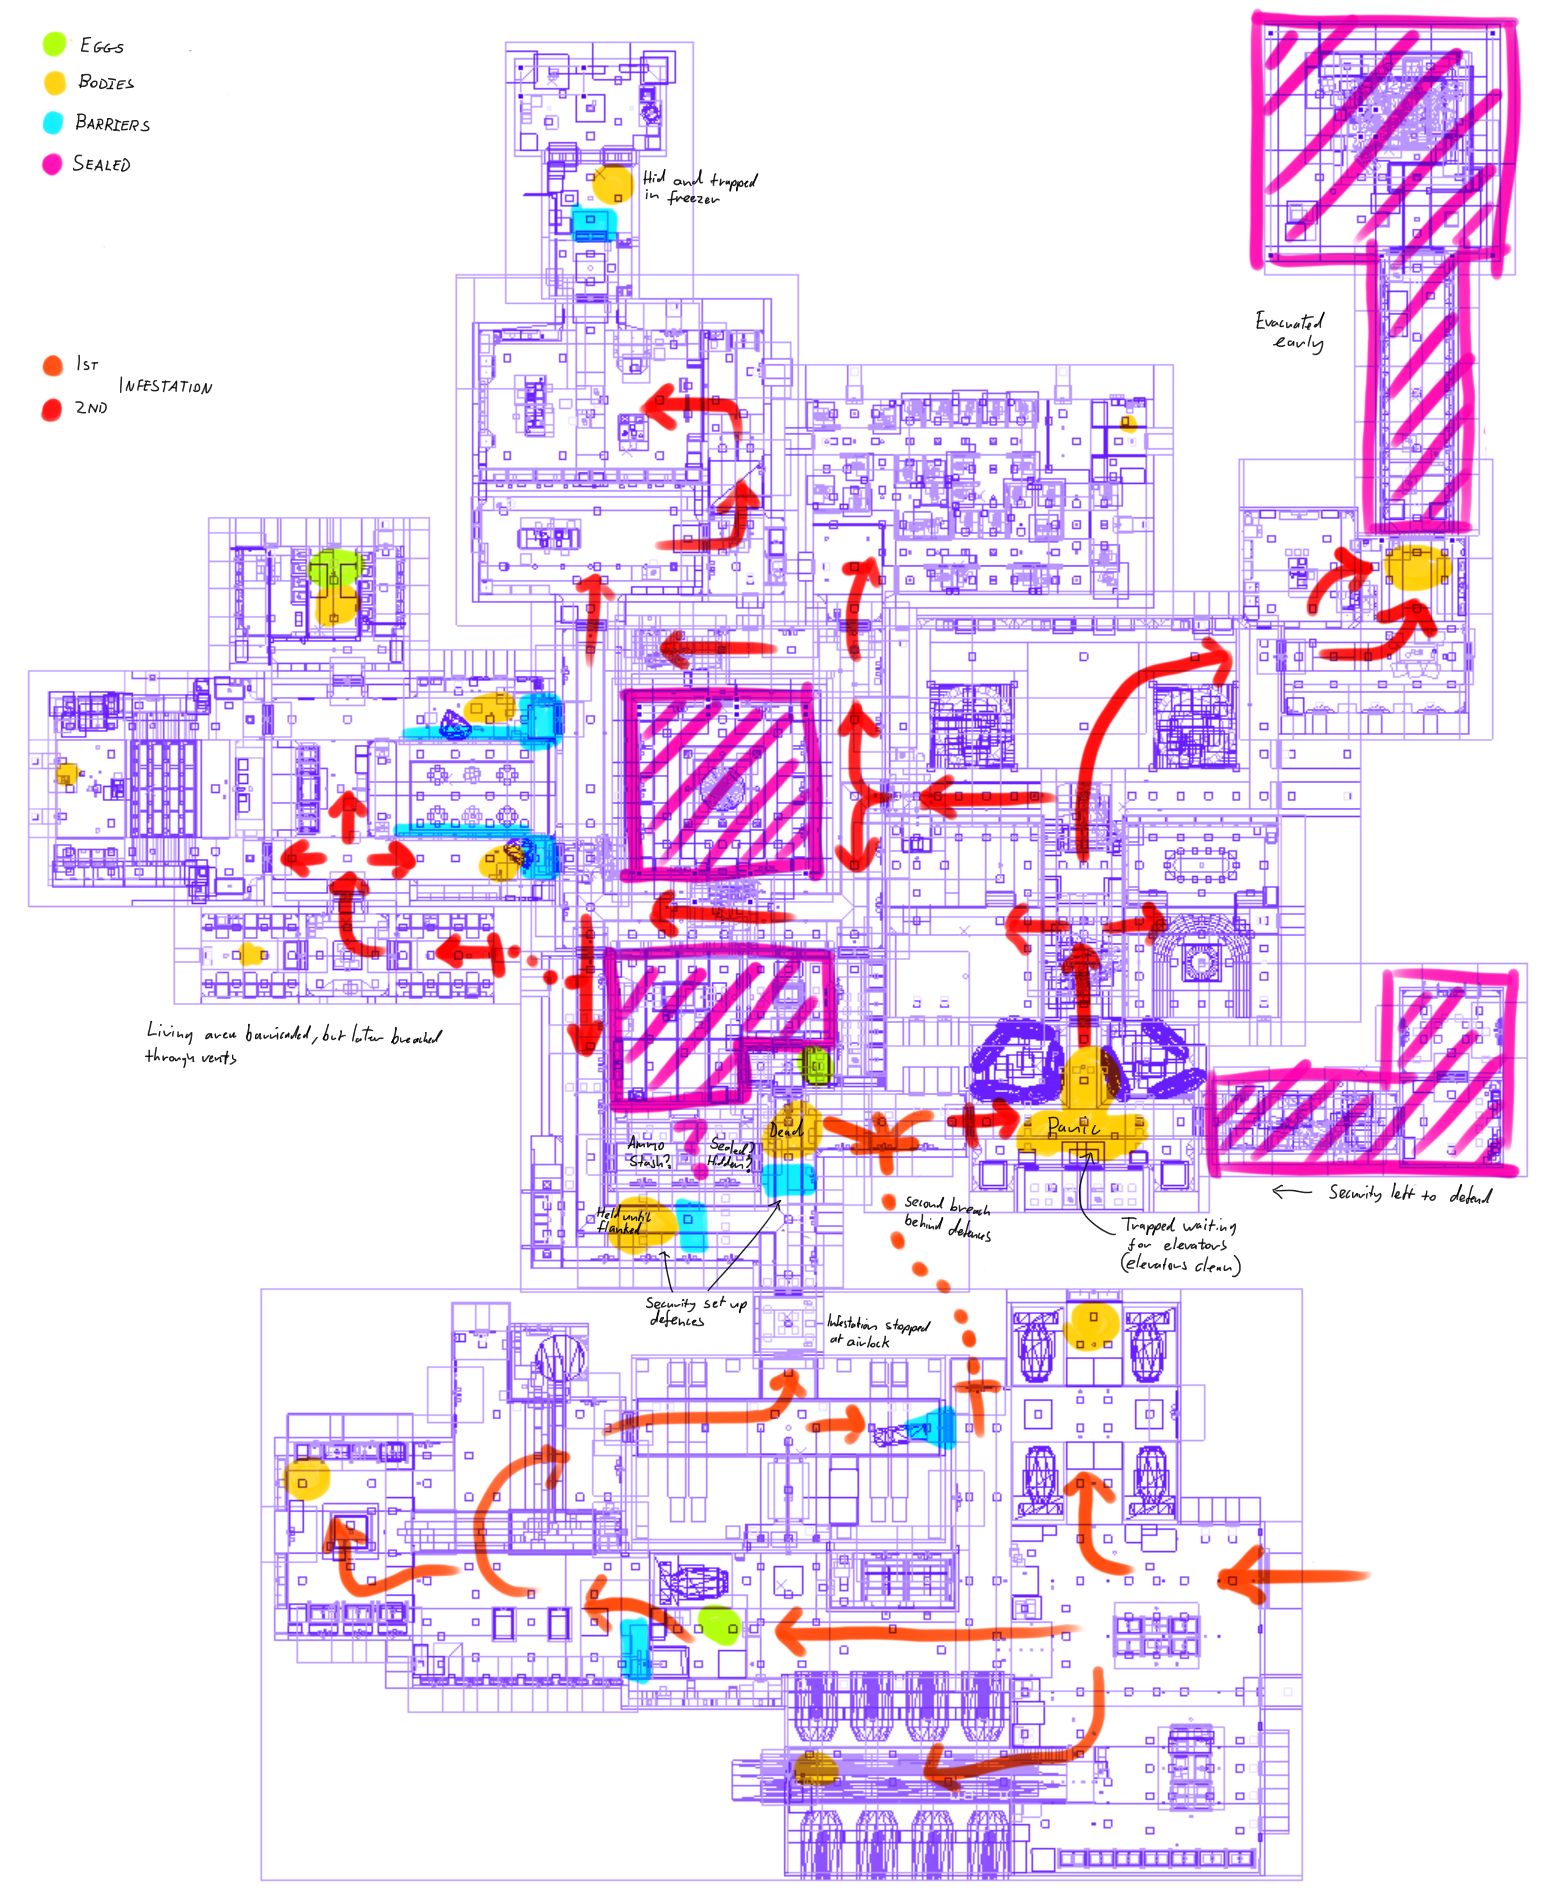 EGGS
BODIES
BARRIERS
SEALED
1ST
INFESTATION
2ND
Hid and trapped
in freezer
Evacuated
early
Living area barricaded, but later breached
through vents
Ammo
Stash?
?
Sealed?
Hidden?
Dead
Panic
Held until
flanked
Security set up
defences
Second breach
behind defences
Security left to defend
Trapped waiting
for elevators
(elevators clean)
Infestation stopped
at airlock